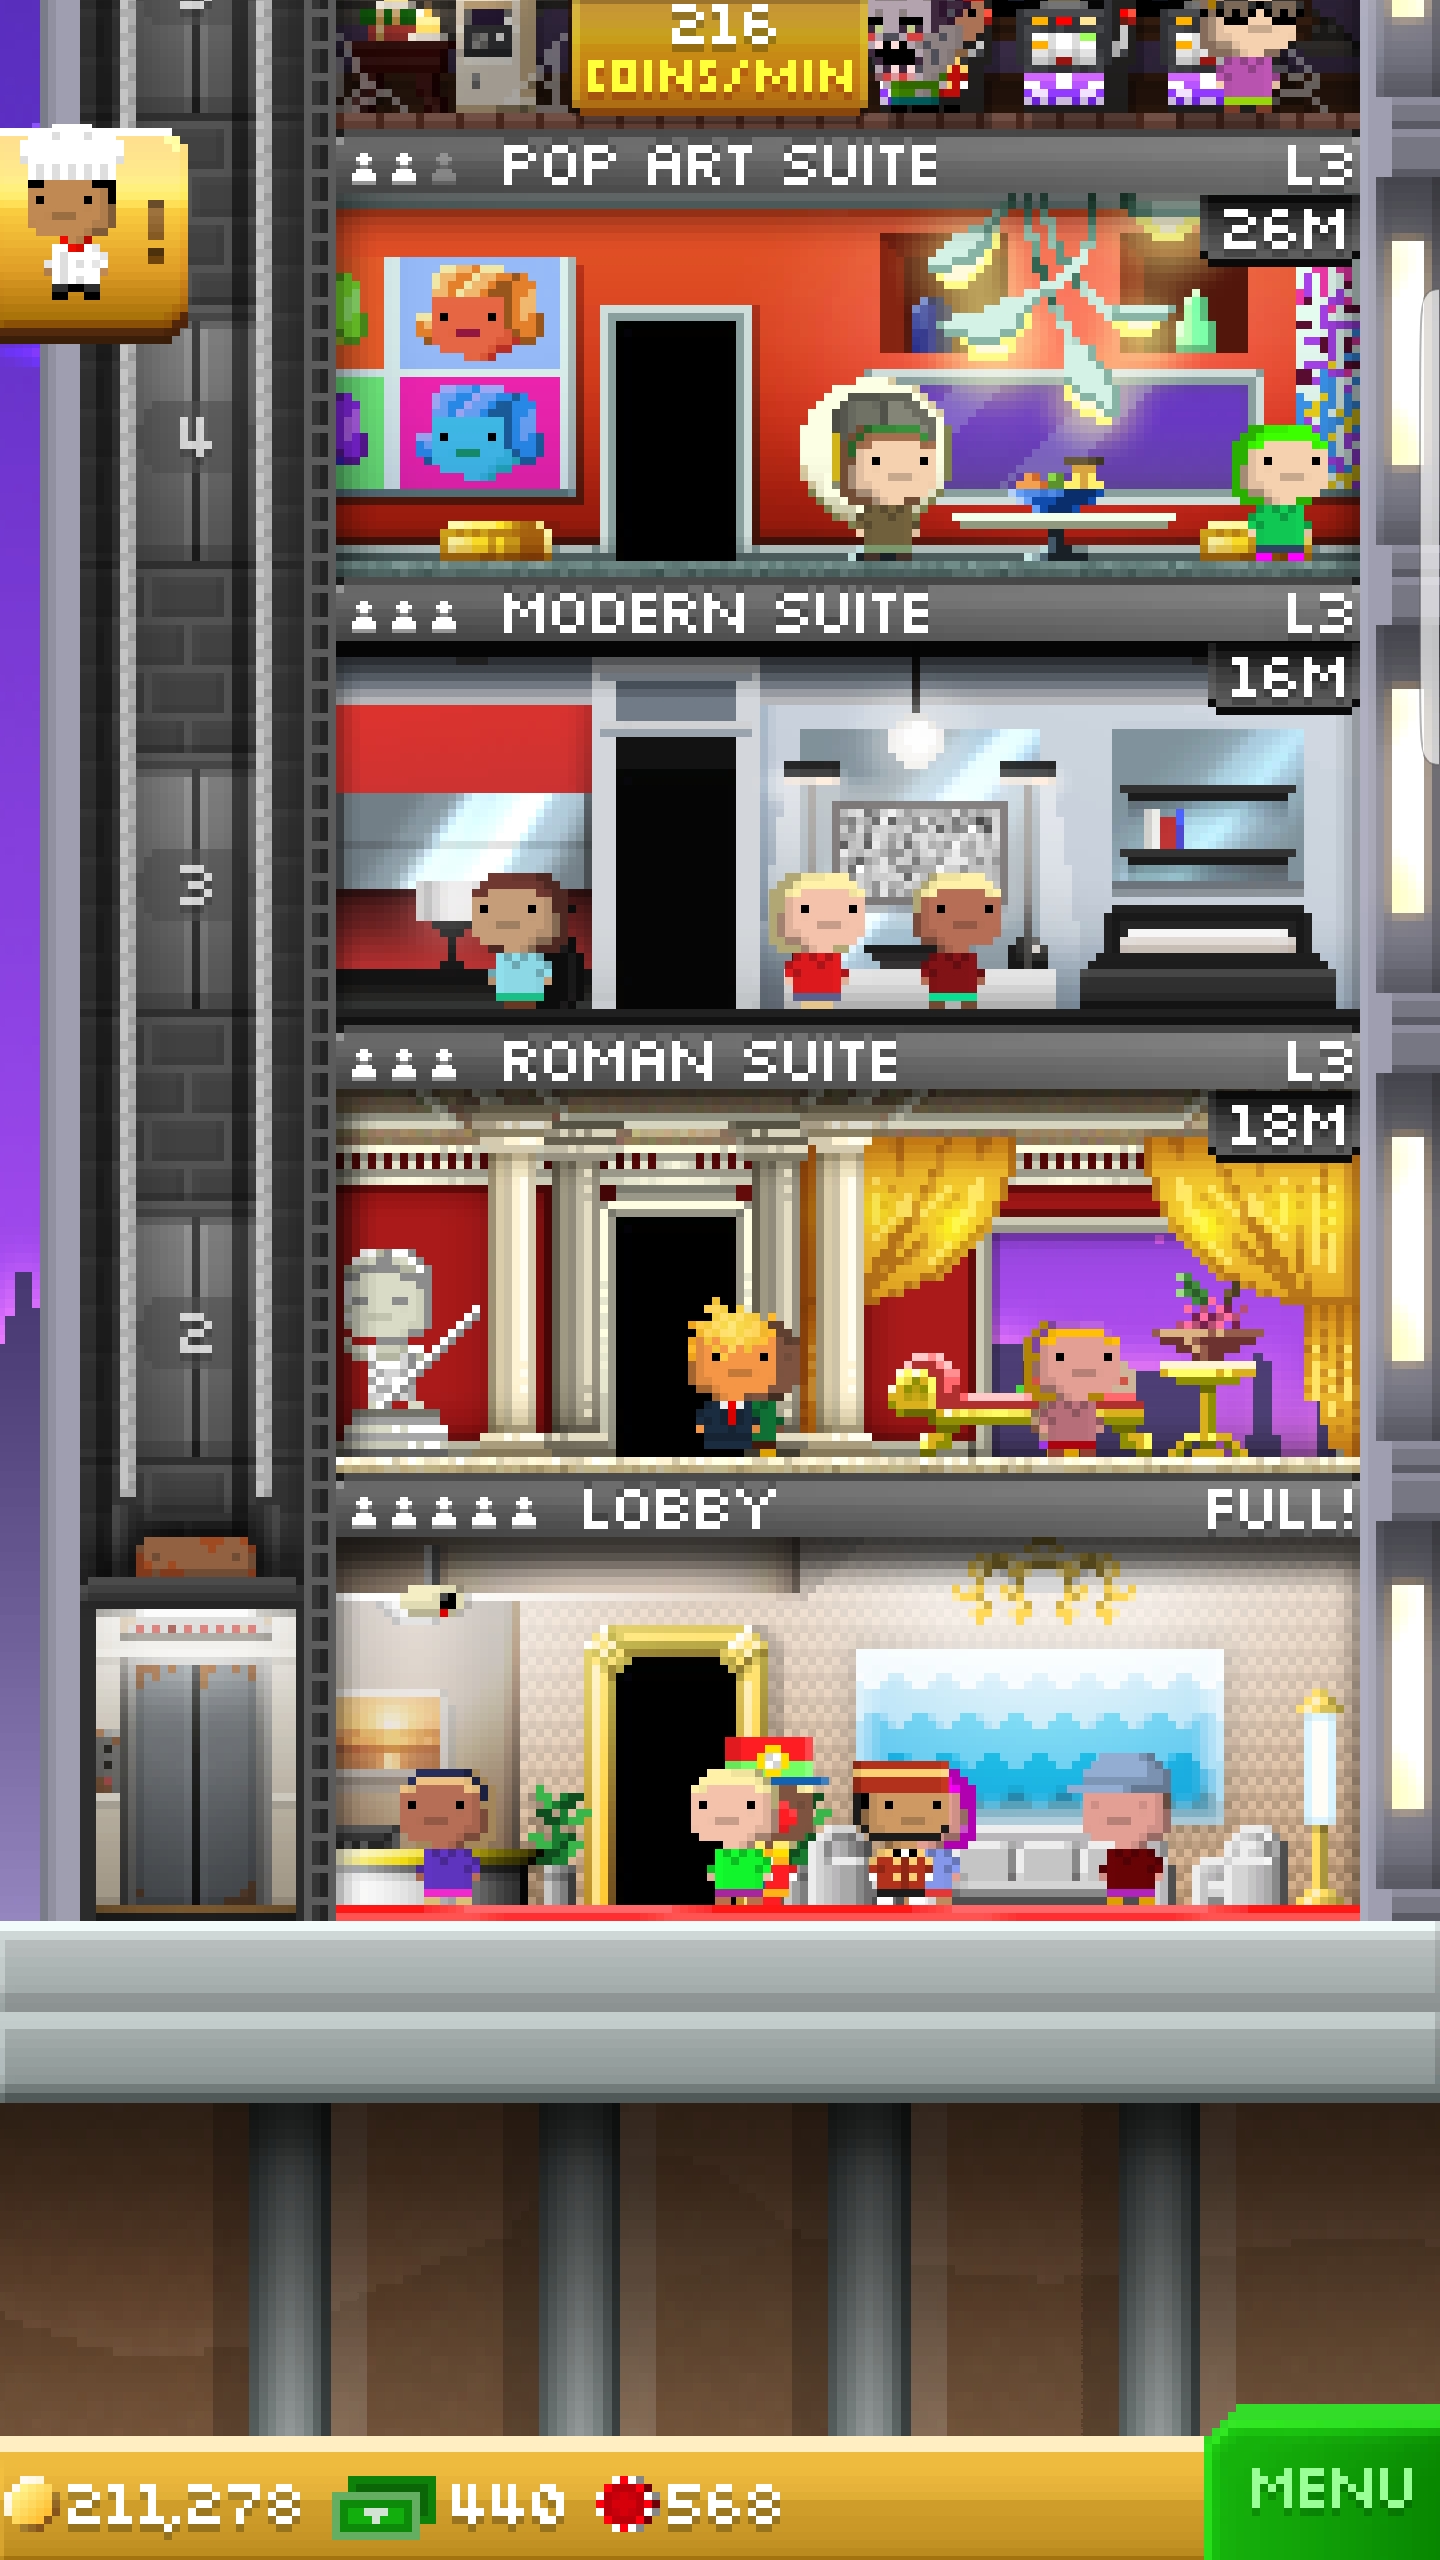 216
COINS/MIN
POP ART SUITE L3
26M
4
MODERN SUITE L3
16M
3
ROMAN SUITE L3
18M
2
LOBBY FULL!
211,278 440 568
MENU